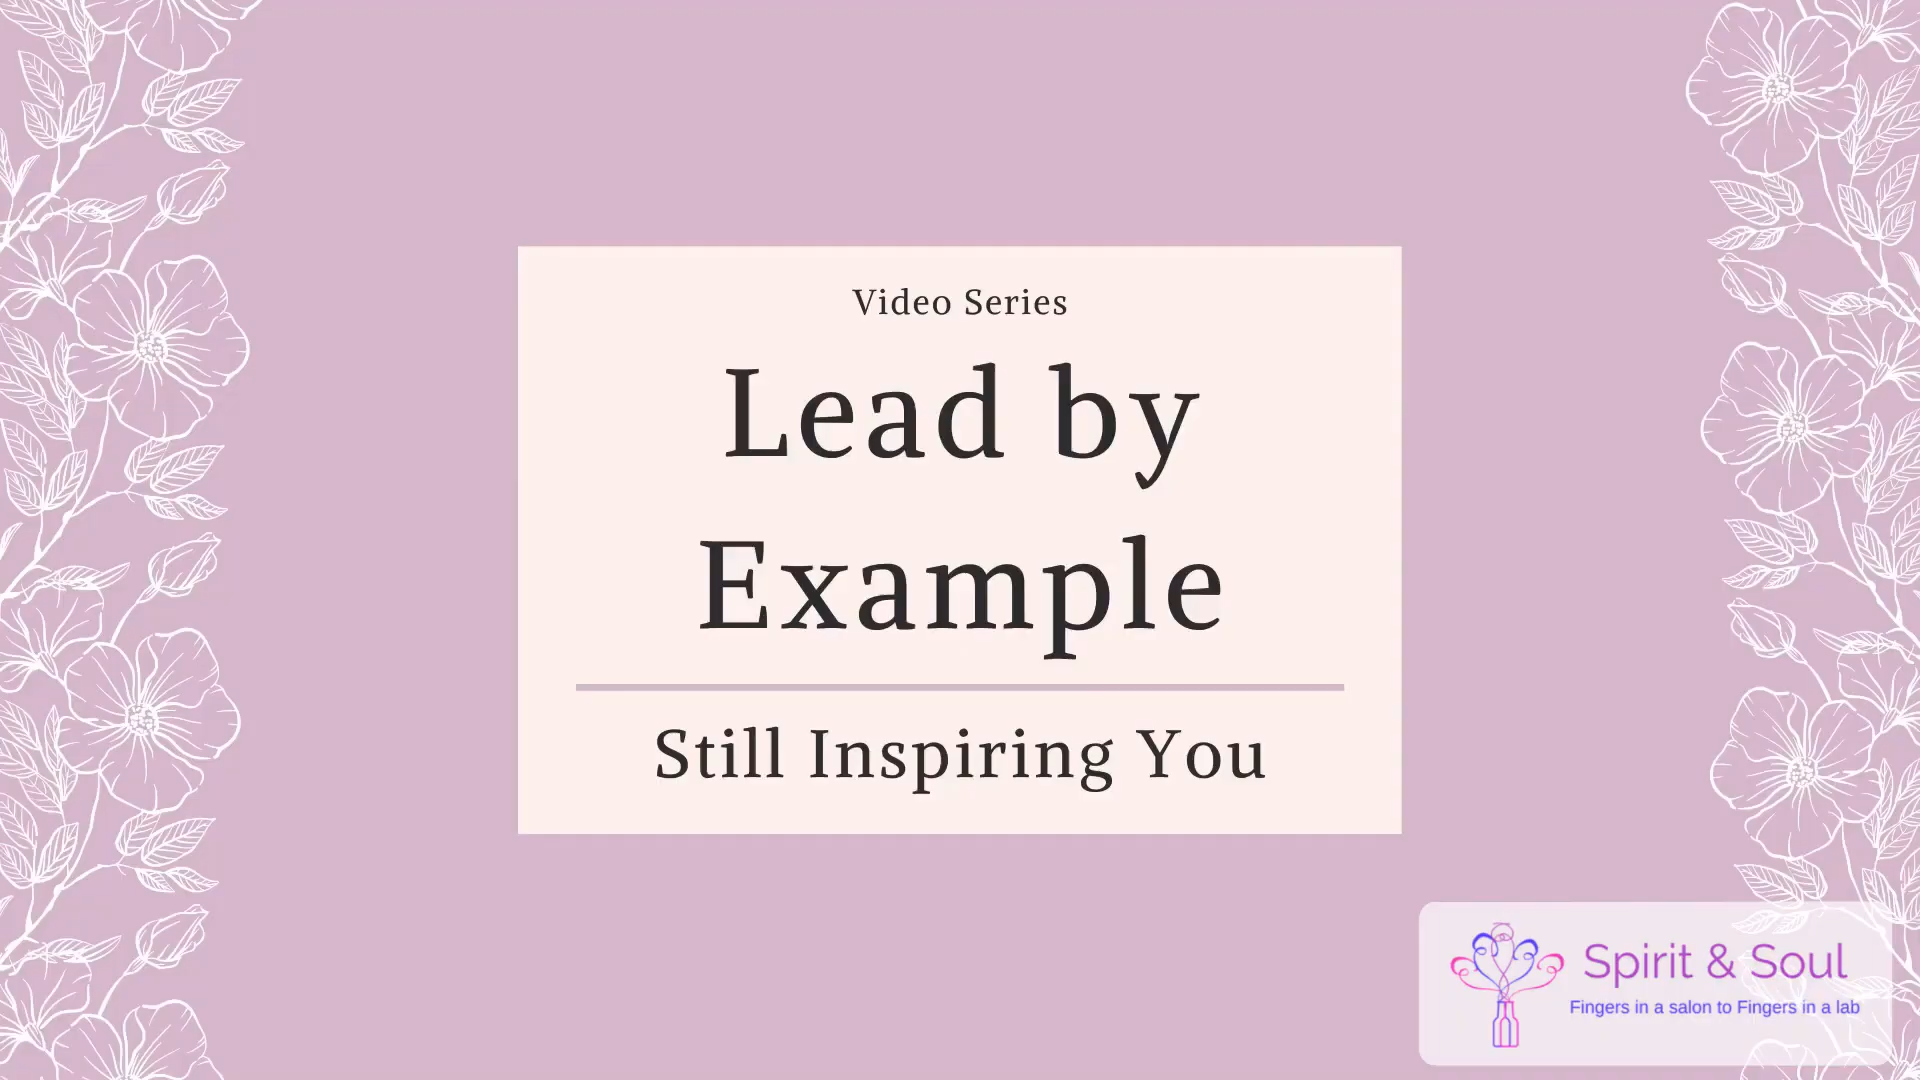 Video Series
Lead by
Example
Still Inspiring You
Spirit & Soul
Fingers in a salon to Fingers in a lab